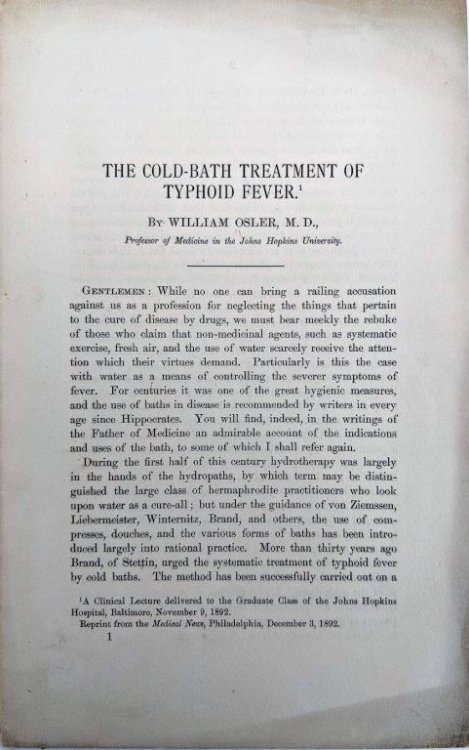 THE COLD-BATH TREATMENT OF
TYPHOID FEVER.¹
By WILLIAM OSLER, M. D.,
Professor of Medicine in the Johns Hopkins University.
Gentlemen: While no one can bring a railing accusation
against us as a profession for neglecting the things that pertain
to the cure of disease by drugs, we must bear meekly the rebuke
of those who claim that non-medicinal agents, such as systematic
exercise, fresh air, and the use of water scarcely receive the atten-
tion which their virtues demand. Particularly is this the case
with water as a means of controlling the severer symptoms of
fever. For centuries it was one of the great hygienic measures,
and the use of baths in disease is recommended by writers in every
age since Hippocrates. You will find, indeed, in the writings of
the Father of Medicine an admirable account of the indications
and uses of the bath, to some of which I shall refer again.
During the first half of this century hydrotherapy was largely
in the hands of the hydropaths, by which term may be distin-
guished the large class of hermaphrodite practitioners who look
upon water as a cure-all; but under the guidance of von Ziemssen,
Liebermeister, Winternitz, Brand, and others, the use of com-
presses, douches, and the various forms of baths has been intro-
duced largely into rational practice. More than thirty years ago
Brand, of Stettin, urged the systematic treatment of typhoid fever
by cold baths. The method has been successfully carried out on a
¹A Clinical Lecture delivered to the Graduate Class of the Johns Hopkins
Hospital, Baltimore, November 9, 1892.
Reprint from the Medical News, Philadelphia, December 3, 1892.
1